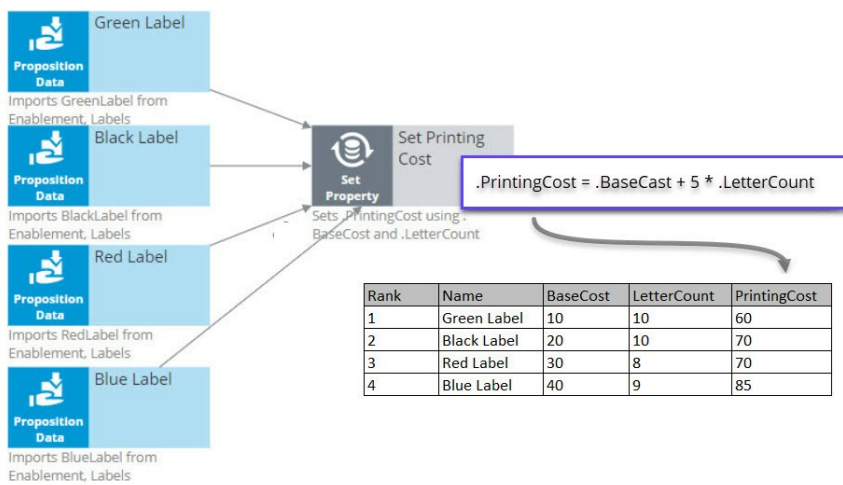 Green Label
Proposition
Data
Imports GreenLabel from
Enablement, Labels
Black Label
Proposition
Data
Imports BlackLabel from
Enablement, Labels
Red Label
Proposition
Data
Imports RedLabel from
Enablement, Labels
Blue Label
Proposition
Data
Imports BlueLabel from
Enablement, Labels
Set Printing
Cost
Set
Property
Sets .PrintingCost using .
BaseCost and .LetterCount
.PrintingCost = .BaseCast + 5 * .LetterCount
Rank Name BaseCost LetterCount PrintingCost
1 Green Label 10 10 60
2 Black Label 20 10 70
3 Red Label 30 8 70
4 Blue Label 40 9 85